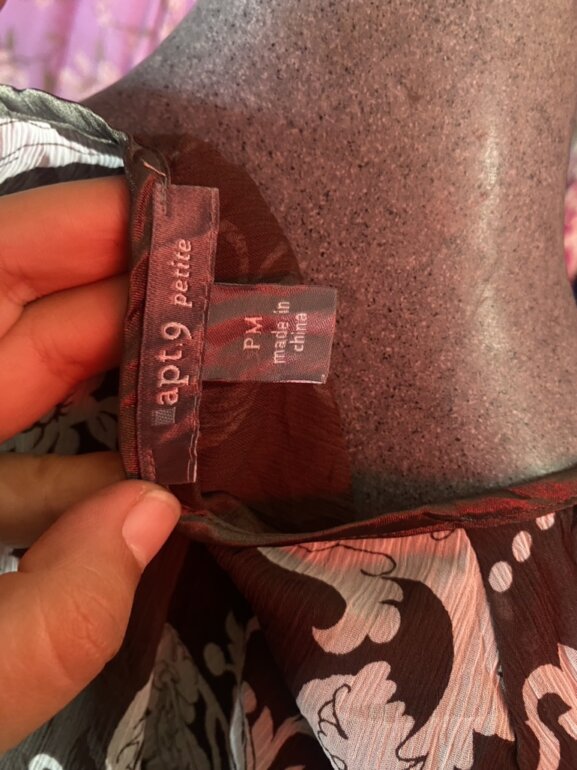 apt.9 petite
PM
made in
china